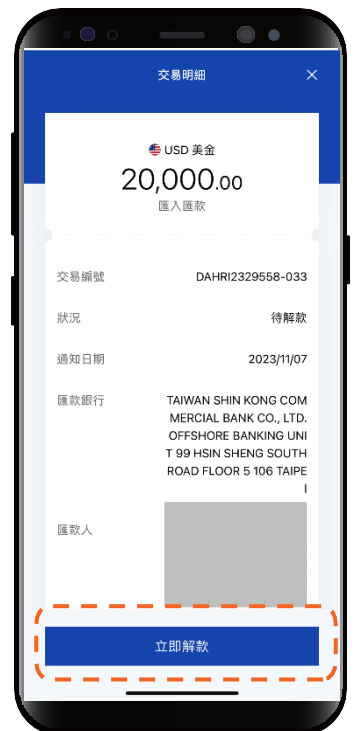 交易明細
USD 美金
20,000.00
匯入匯款
交易編號 DAHRI2329558-033
狀況 待解款
通知日期 2023/11/07
匯款銀行 TAIWAN SHIN KONG COM
MERCIAL BANK CO., LTD.
OFFSHORE BANKING UNI
T 99 HSIN SHENG SOUTH
ROAD FLOOR 5 106 TAIPE
I
匯款人
立即解款